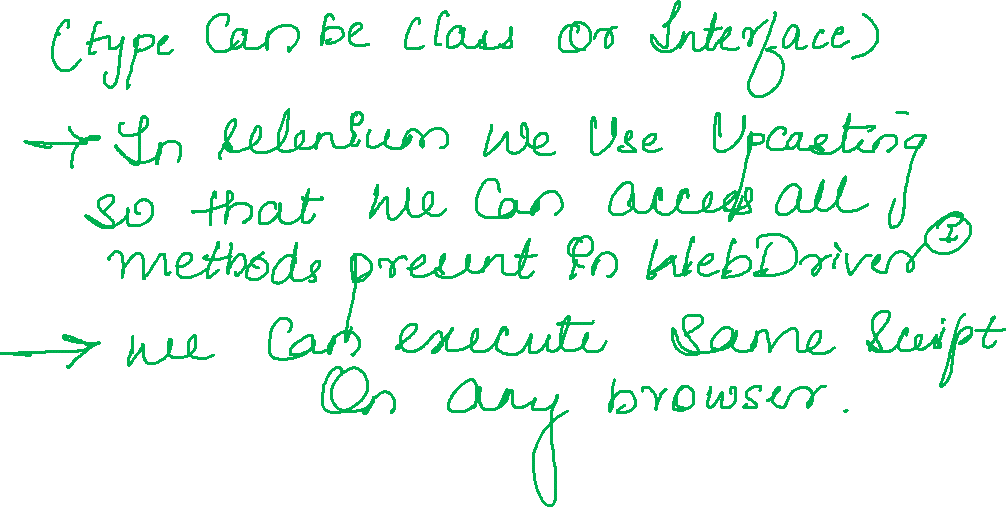 (type Can be Class Or Interface)
→ In Selenium We Use Upcasting
So that We Can access all
methods present in WebDriver Ⓘ
→ We Can execute Same Script
On any browser.